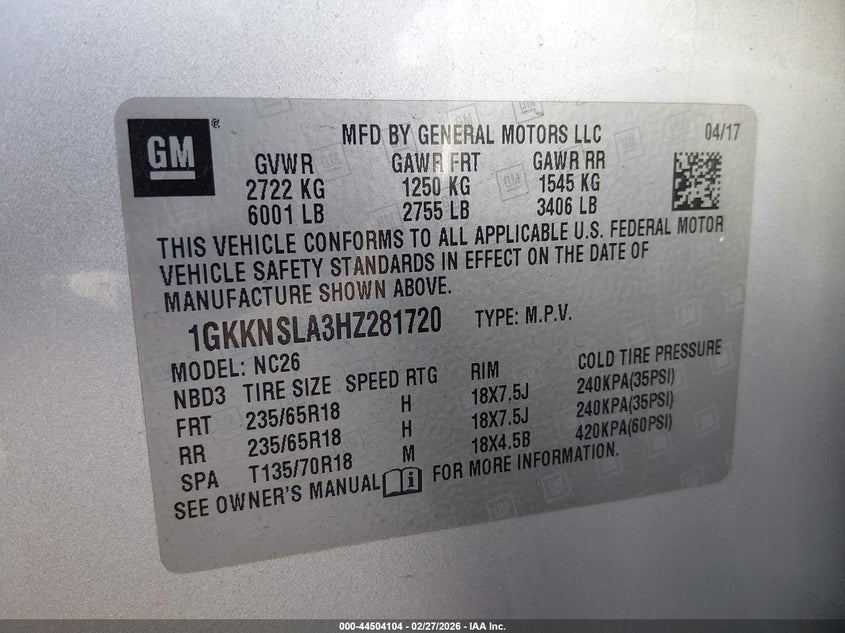 GM
MFD BY GENERAL MOTORS LLC 04/17
GVWR GAWR FRT GAWR RR
2722 KG 1250 KG 1545 KG
6001 LB 2755 LB 3406 LB
THIS VEHICLE CONFORMS TO ALL APPLICABLE U.S. FEDERAL MOTOR
VEHICLE SAFETY STANDARDS IN EFFECT ON THE DATE OF
MANUFACTURE SHOWN ABOVE.
1GKKNSLA3HZ281720 TYPE: M.P.V.
MODEL: NC26
NBD3 TIRE SIZE SPEED RTG RIM COLD TIRE PRESSURE
FRT 235/65R18 H 18X7.5J 240KPA(35PSI)
RR 235/65R18 H 18X7.5J 240KPA(35PSI)
SPA T135/70R18 M 18X4.5B 420KPA(60PSI)
SEE OWNER'S MANUAL FOR MORE INFORMATION.
000-44504104 - 02/27/2026 - IAA Inc.